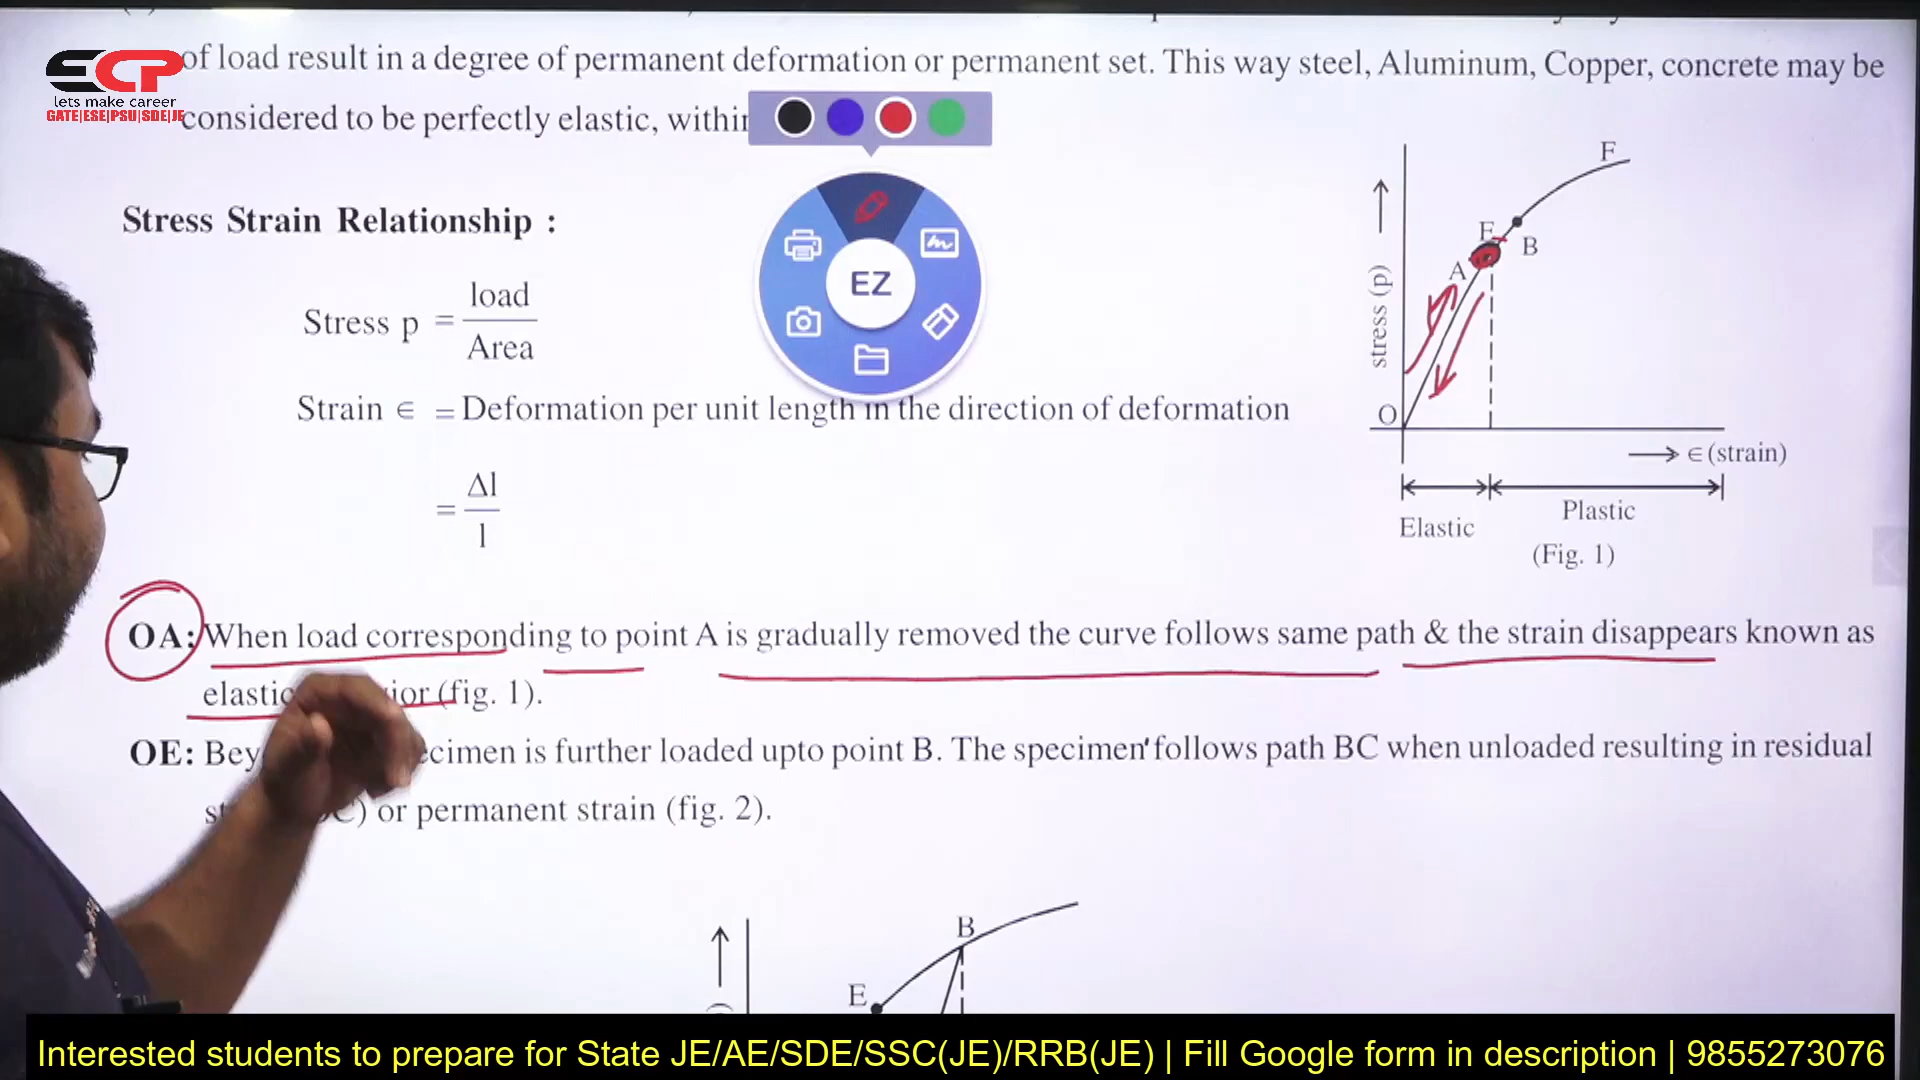 of load result in a degree of permanent deformation or permanent set. This way steel, Aluminum, Copper, concrete may be
ECP
lets make career
GATE|ESE|PSU|SDE|JE
considered to be perfectly elastic, within
Stress Strain Relationship :
Stress p = load
Area
EZ
Strain ∈ = Deformation per unit length in the direction of deformation
= Δl
l
F
E
B
A
stress (p)
O
∈ (strain)
Elastic
Plastic
(Fig. 1)
OA: When load corresponding to point A is gradually removed the curve follows same path & the strain disappears known as
elastic (fig. 1).
OE: specimen is further loaded upto point B. The specimen follows path BC when unloaded resulting in residual
or permanent strain (fig. 2).
B
E
Interested students to prepare for State JE/AE/SDE/SSC(JE)/RRB(JE) | Fill Google form in description | 9855273076